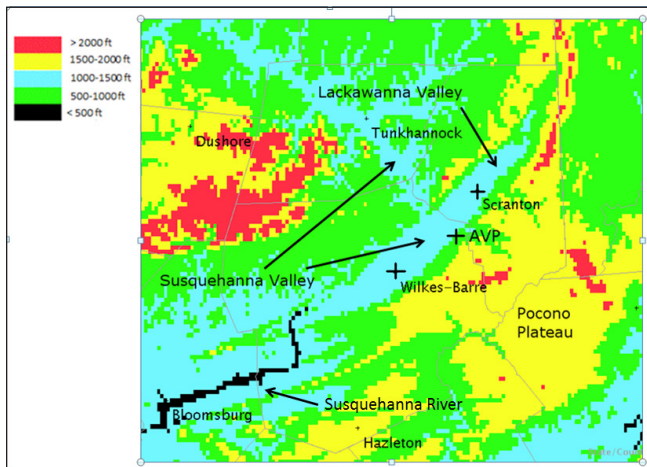 > 2000 ft
1500-2000 ft
1000-1500 ft
500-1000 ft
< 500 ft
Lackawanna Valley
Tunkhannock
Dushore
Scranton
AVP
Susquehanna Valley
Wilkes-Barre
Pocono
Plateau
Susquehanna River
Bloomsburg
Hazleton